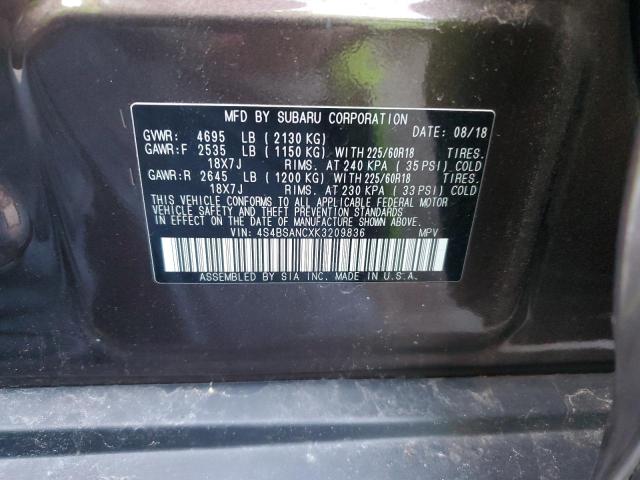 MFD BY SUBARU CORPORATION
GVWR: 4695 LB ( 2130 KG) DATE: 08/18
GAWR:F 2535 LB ( 1150 KG) WITH 225/60R18 TIRES.
18X7J RIMS. AT 240 KPA ( 35 PSI) COLD
GAWR:R 2645 LB ( 1200 KG) WITH 225/60R18 TIRES.
18X7J RIMS. AT 230 KPA ( 33 PSI) COLD
THIS VEHICLE CONFORMS TO ALL APPLICABLE FEDERAL MOTOR
VEHICLE SAFETY AND THEFT PREVENTION STANDARDS
IN EFFECT ON THE DATE OF MANUFACTURE SHOWN ABOVE.
VIN: 4S4BSANCXK3209836 MPV
ASSEMBLED BY SIA INC. MADE IN U.S.A.